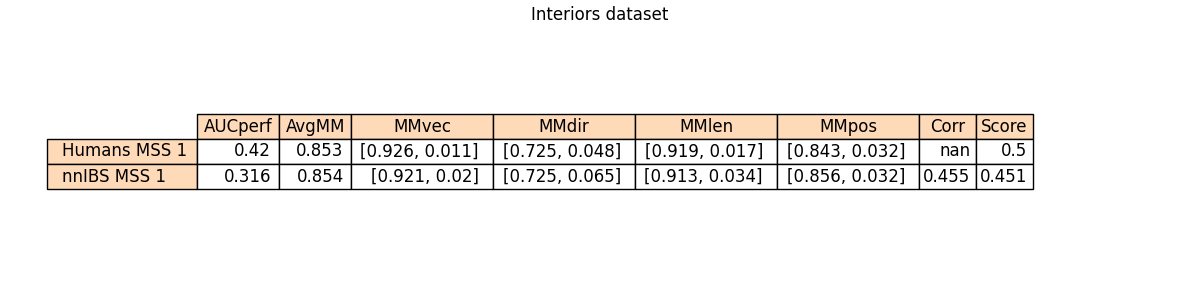 Interiors dataset
AUCperf AvgMM MMvec MMdir MMlen MMpos Corr Score
Humans MSS 1 0.42 0.853 [0.926, 0.011] [0.725, 0.048] [0.919, 0.017] [0.843, 0.032] nan 0.5
nnIBS MSS 1 0.316 0.854 [0.921, 0.02] [0.725, 0.065] [0.913, 0.034] [0.856, 0.032] 0.455 0.451